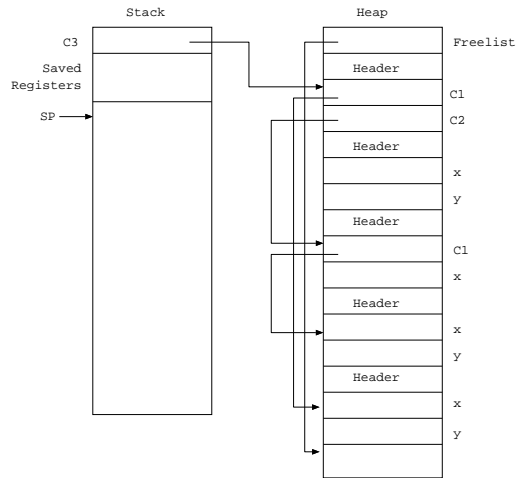 Stack
Heap
C3
Freelist
Saved
Registers
Header
C1
SP
C2
Header
x
y
Header
C1
x
Header
x
y
Header
x
y